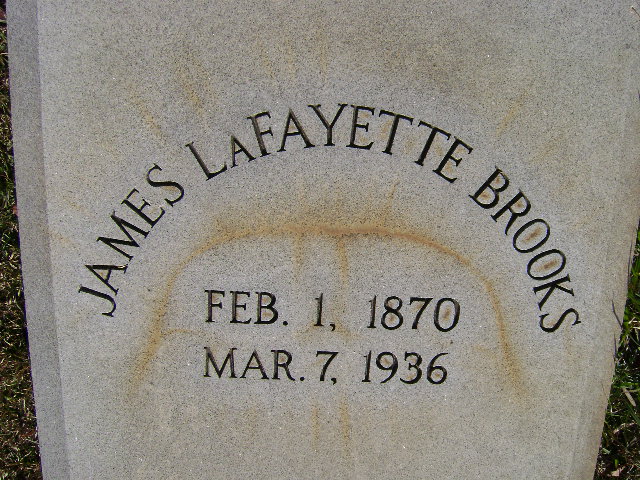 JAMES LAFAYETTE BROOKS
FEB. 1, 1870
MAR. 7, 1936